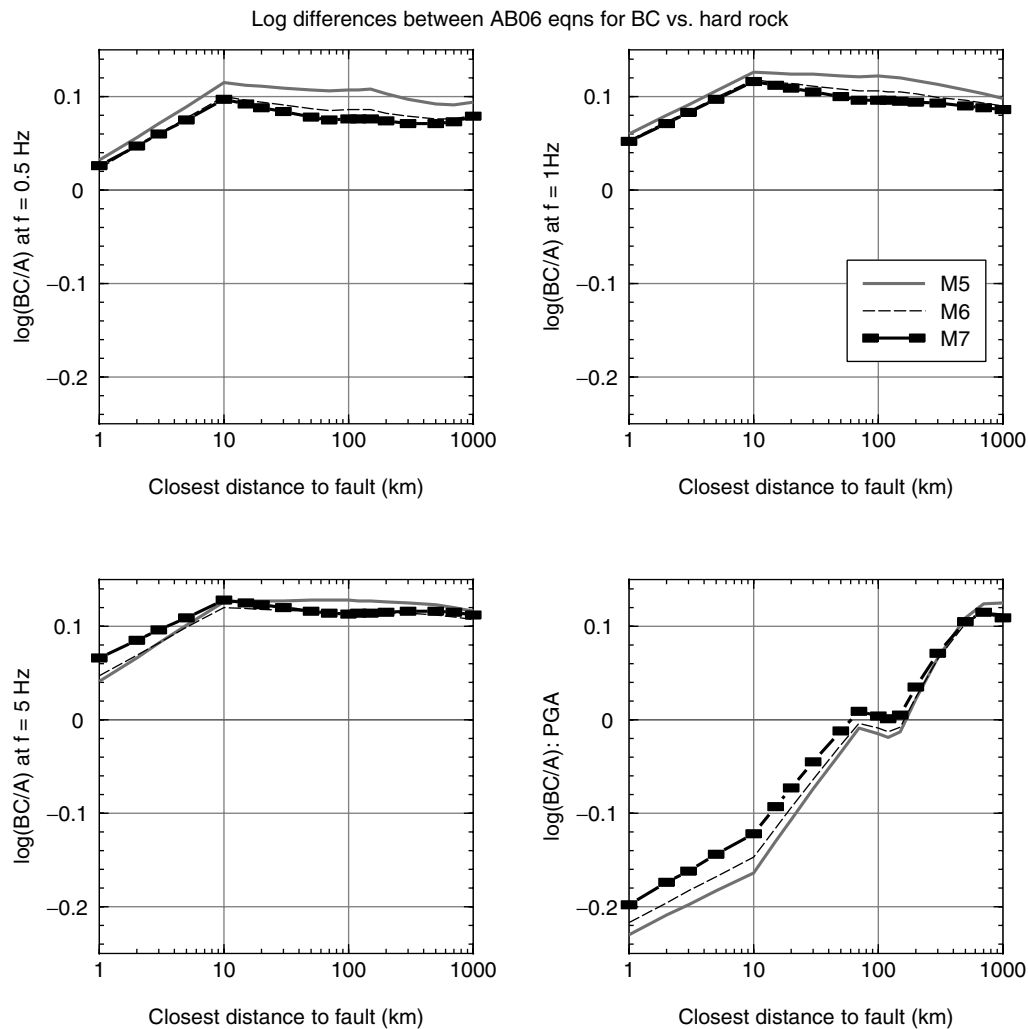 Log differences between AB06 eqns for BC vs. hard rock
log(BC/A) at f = 0.5 Hz
0.1
0
−0.1
−0.2
1 10 100 1000
Closest distance to fault (km)
log(BC/A) at f = 1Hz
0.1
0
−0.1
−0.2
M5
M6
M7
1 10 100 1000
Closest distance to fault (km)
log(BC/A) at f = 5 Hz
0.1
0
−0.1
−0.2
1 10 100 1000
Closest distance to fault (km)
log(BC/A): PGA
0.1
0
−0.1
−0.2
1 10 100 1000
Closest distance to fault (km)